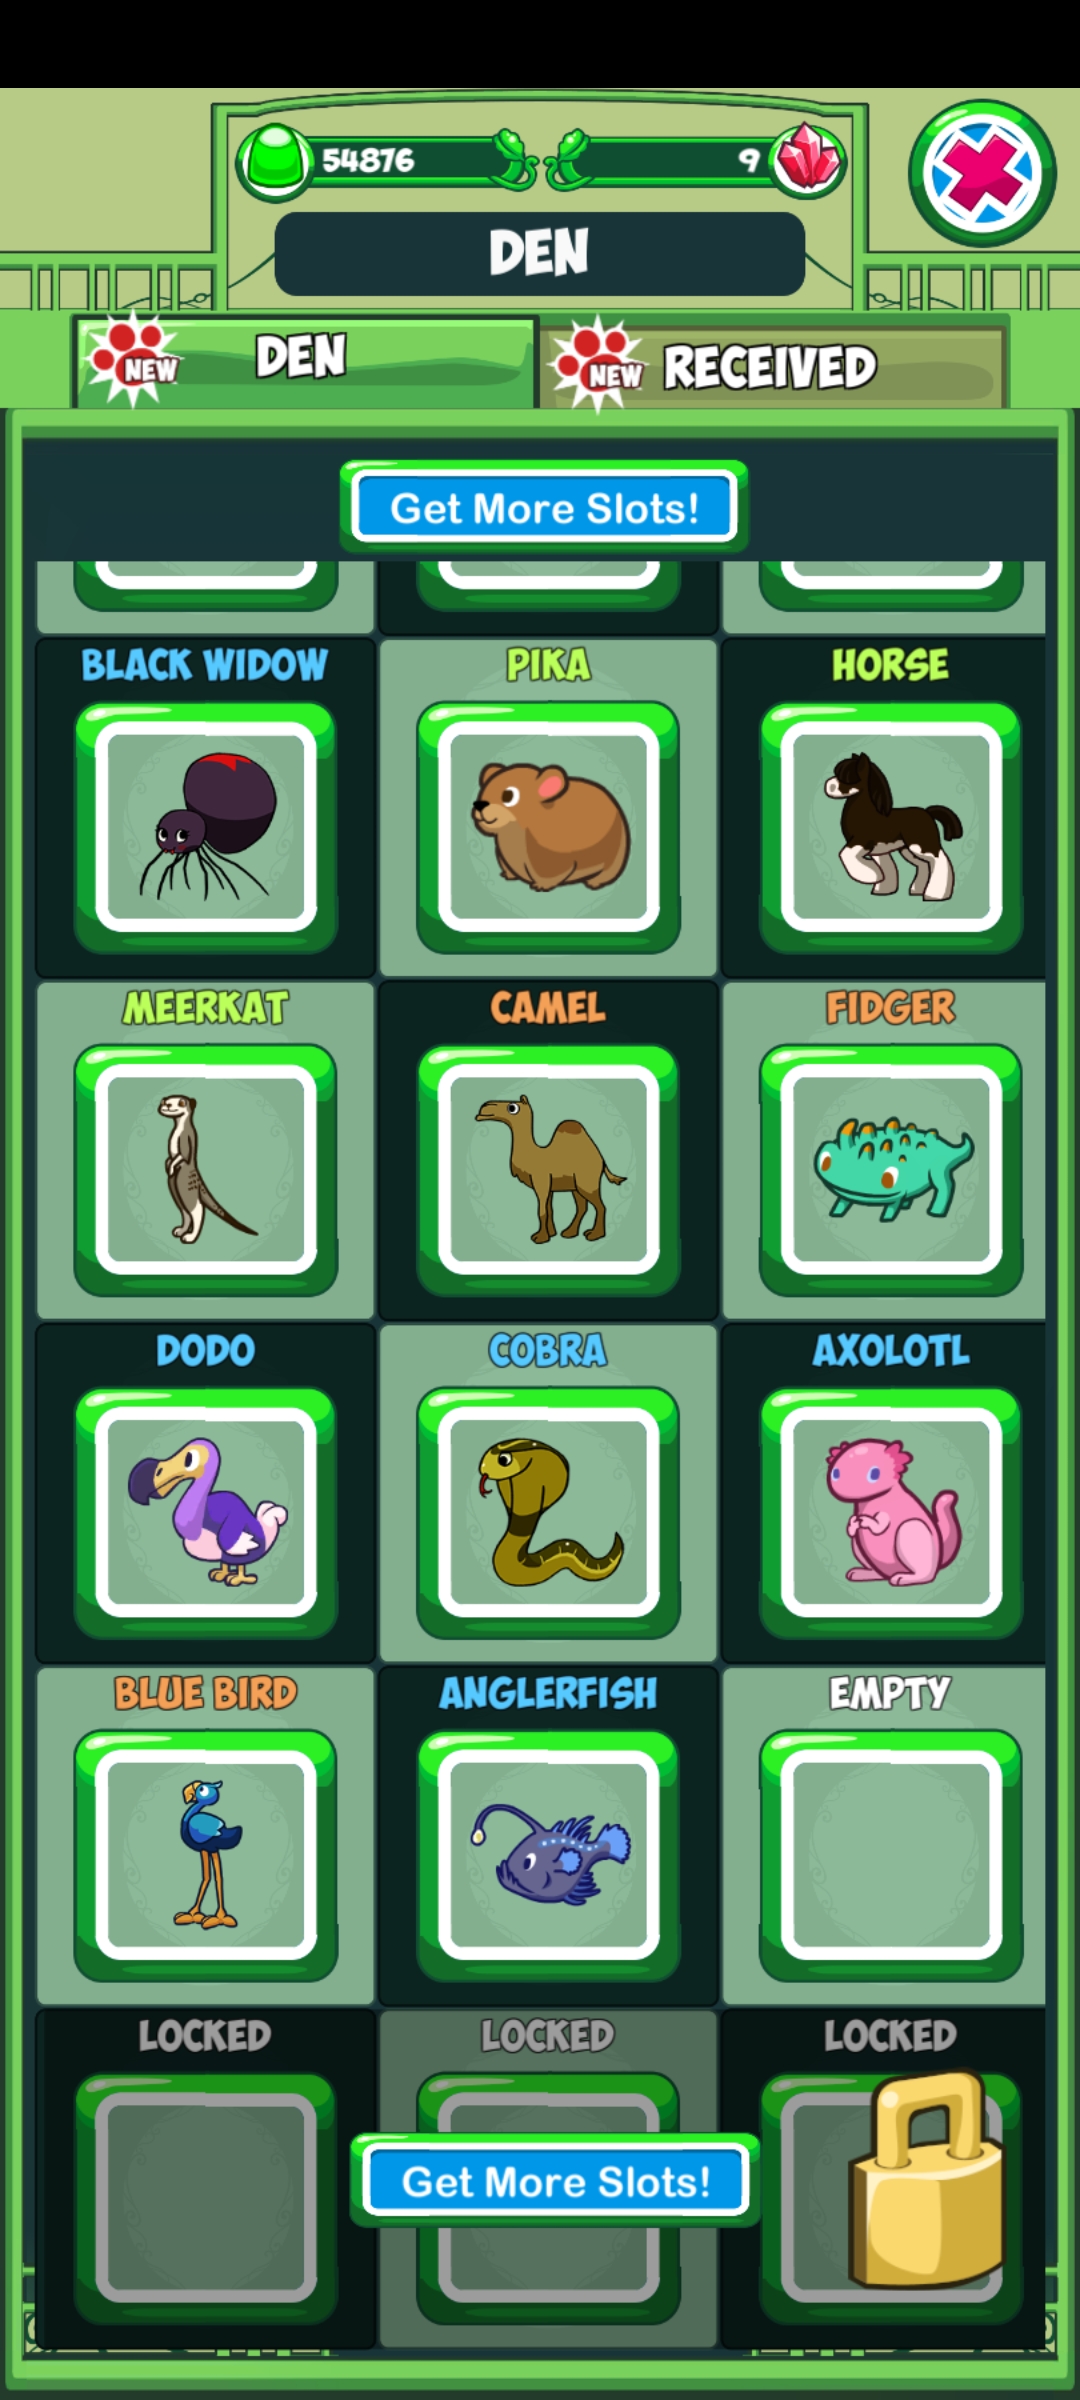 54876
9
DEN
NEW
DEN
NEW
RECEIVED
Get More Slots!
BLACK WIDOW
PIKA
HORSE
MEERKAT
CAMEL
FIDGER
DODO
COBRA
AXOLOTL
BLUE BIRD
ANGLERFISH
EMPTY
LOCKED
LOCKED
LOCKED
Get More Slots!